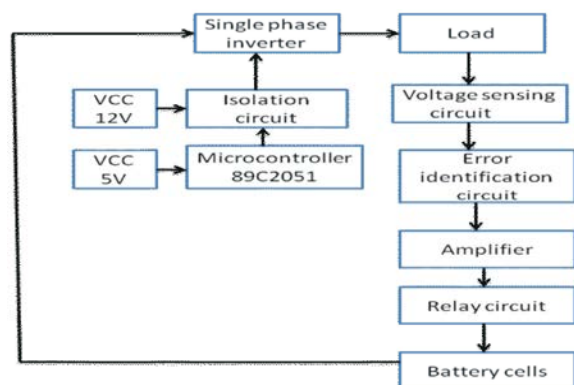 Single phase
inverter
Load
VCC
12V
Isolation
circuit
Voltage sensing
circuit
VCC
5V
Microcontroller
89C2051
Error
identification
circuit
Amplifier
Relay circuit
Battery cells